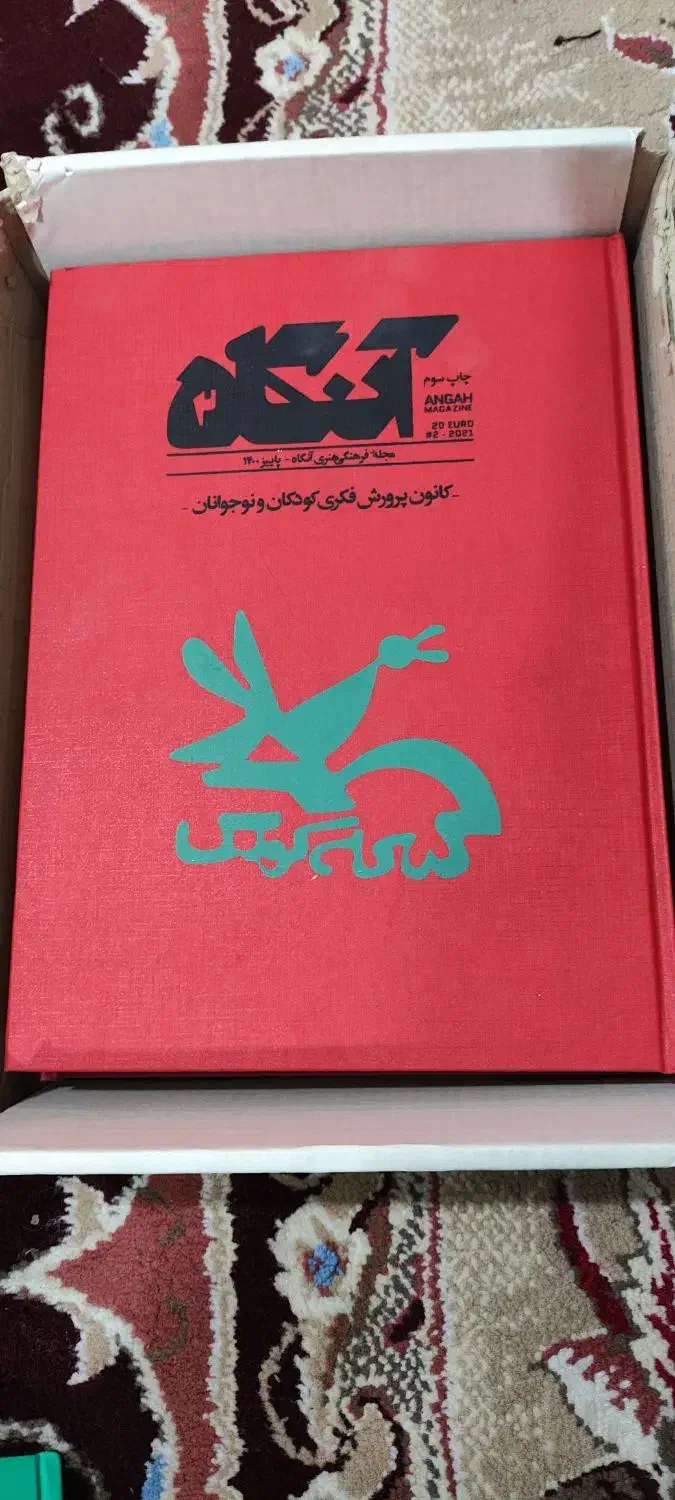 آنگاه
۲
چاپ سوم
ANGAH
MAGAZINE
20 EURO
#2 - 2021
مجله فرهنگی هنری آنگاه - پاییز ۱۴۰۰
- کانون پرورش فکری کودکان و نوجوانان -